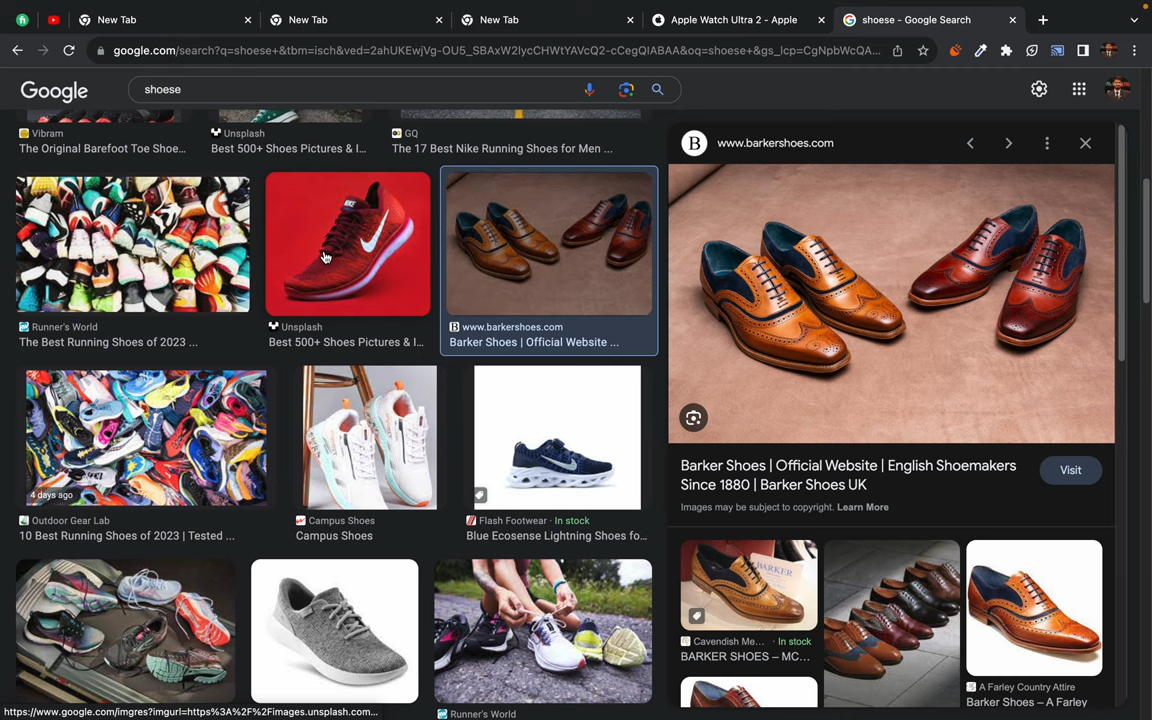 New Tab
New Tab
New Tab
Apple Watch Ultra 2 - Apple
shoese - Google Search
google.com/search?q=shoese+&tbm=isch&ved=2ahUKEwjVg-OU5_SBAxW2IycCHWtYAVcQ2-cCegQIABAA&oq=shoese+&gs_lcp=CgNpbWcQA...
Google
shoese
Vibram
The Original Barefoot Toe Shoe...
Unsplash
Best 500+ Shoes Pictures & I...
GQ
The 17 Best Nike Running Shoes for Men ...
Runner's World
The Best Running Shoes of 2023 ...
NIKE
Unsplash
Best 500+ Shoes Pictures & I...
www.barkershoes.com
Barker Shoes | Official Website ...
4 days ago
Outdoor Gear Lab
10 Best Running Shoes of 2023 | Tested ...
Campus Shoes
Campus Shoes
Flash Footwear · In stock
Blue Ecosense Lightning Shoes fo...
Runner's World
https://www.google.com/imgres?imgurl=https%3A%2F%2Fimages.unsplash.com...
B
www.barkershoes.com
Barker Shoes | Official Website | English Shoemakers
Since 1880 | Barker Shoes UK
Visit
Images may be subject to copyright. Learn More
BARKER
Cavendish Me... · In stock
BARKER SHOES – MC...
A Farley Country Attire
Barker Shoes – A Farley